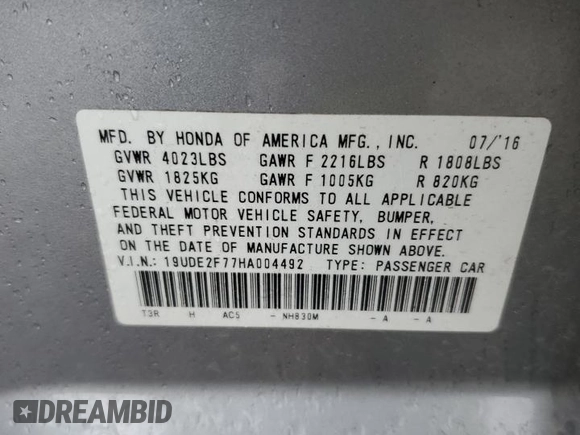 MFD. BY HONDA OF AMERICA MFG., INC. 07/'16
GVWR 4023LBS GAWR F 2216LBS R 1808LBS
GVWR 1825KG GAWR F 1005KG R 820KG
THIS VEHICLE CONFORMS TO ALL APPLICABLE
FEDERAL MOTOR VEHICLE SAFETY, BUMPER,
AND THEFT PREVENTION STANDARDS IN EFFECT
ON THE DATE OF MANUFACTURE SHOWN ABOVE.
V.I.N.: 19UDE2F77HA004492 TYPE: PASSENGER CAR
T3R H AC5 - NH830M - A - A
DREAMBID